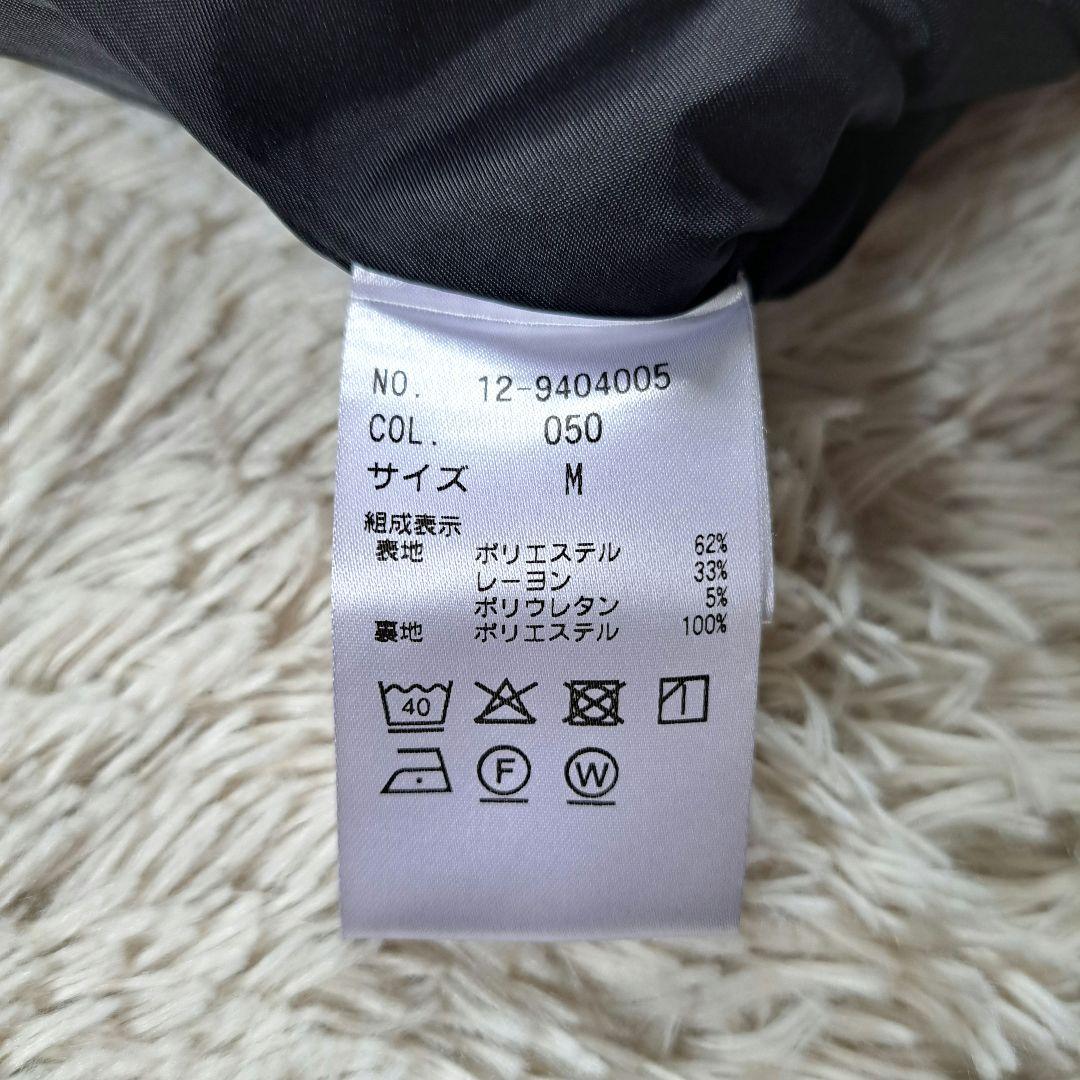 NO. 12-9404005
COL. 050
サイズ M
組成表示
表地 ポリエステル 62%
レーヨン 33%
ポリウレタン 5%
裏地 ポリエステル 100%
40
F W